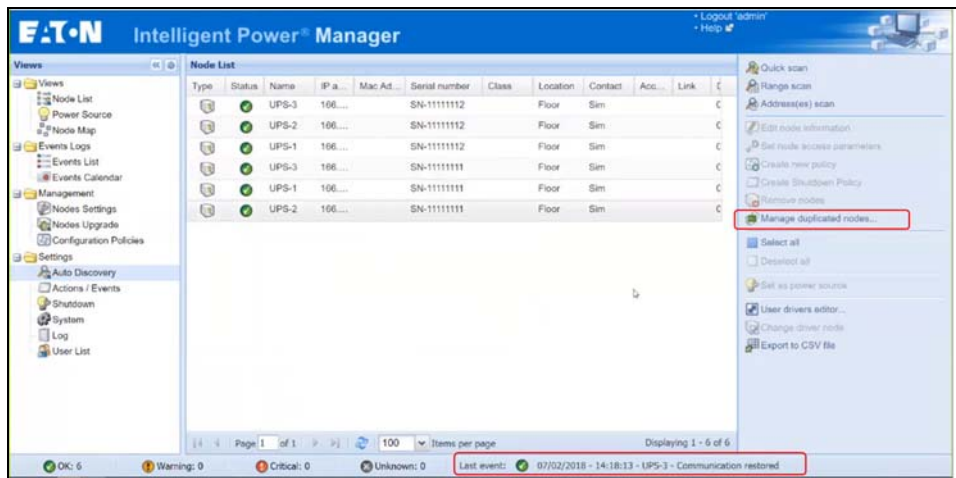 EATON Intelligent Power® Manager
• Logout 'admin'
• Help
Views
Views
Node List
Power Source
Node Map
Events Logs
Events List
Events Calendar
Management
Nodes Settings
Nodes Upgrade
Configuration Policies
Settings
Auto Discovery
Actions / Events
Shutdown
System
Log
User List
Node List
Type Status Name IP a... Mac Ad... Serial number Class Location Contact Acc... Link
UPS-3 166.... SN-11111112 Floor Sim C
UPS-2 166.... SN-11111112 Floor Sim C
UPS-1 166.... SN-11111112 Floor Sim C
UPS-3 166.... SN-11111111 Floor Sim C
UPS-1 166.... SN-11111111 Floor Sim C
UPS-2 166.... SN-11111111 Floor Sim C
Page 1 of 1 100 Items per page Displaying 1 - 6 of 6
Quick scan
Range scan
Address(es) scan
Edit node information
Set node access parameters
Create new policy
Create Shutdown Policy
Remove nodes
Manage duplicated nodes...
Select all
Deselect all
Set as power source
User drivers editor...
Change driver node
Export to CSV file
OK: 6 Warning: 0 Critical: 0 Unknown: 0 Last event: 07/02/2018 - 14:18:13 - UPS-3 - Communication restored